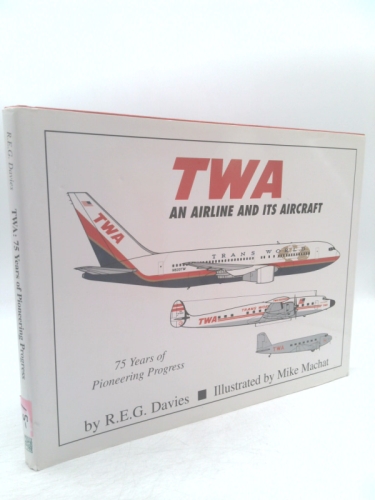 R.E.G. Davies
TWA: 75 Years of Pioneering Progress
TWA
AN AIRLINE AND ITS AIRCRAFT
TWA
TRANS WORLD
TWA
75 Years of
Pioneering Progress
by R.E.G. Davies ■ Illustrated by Mike Machat